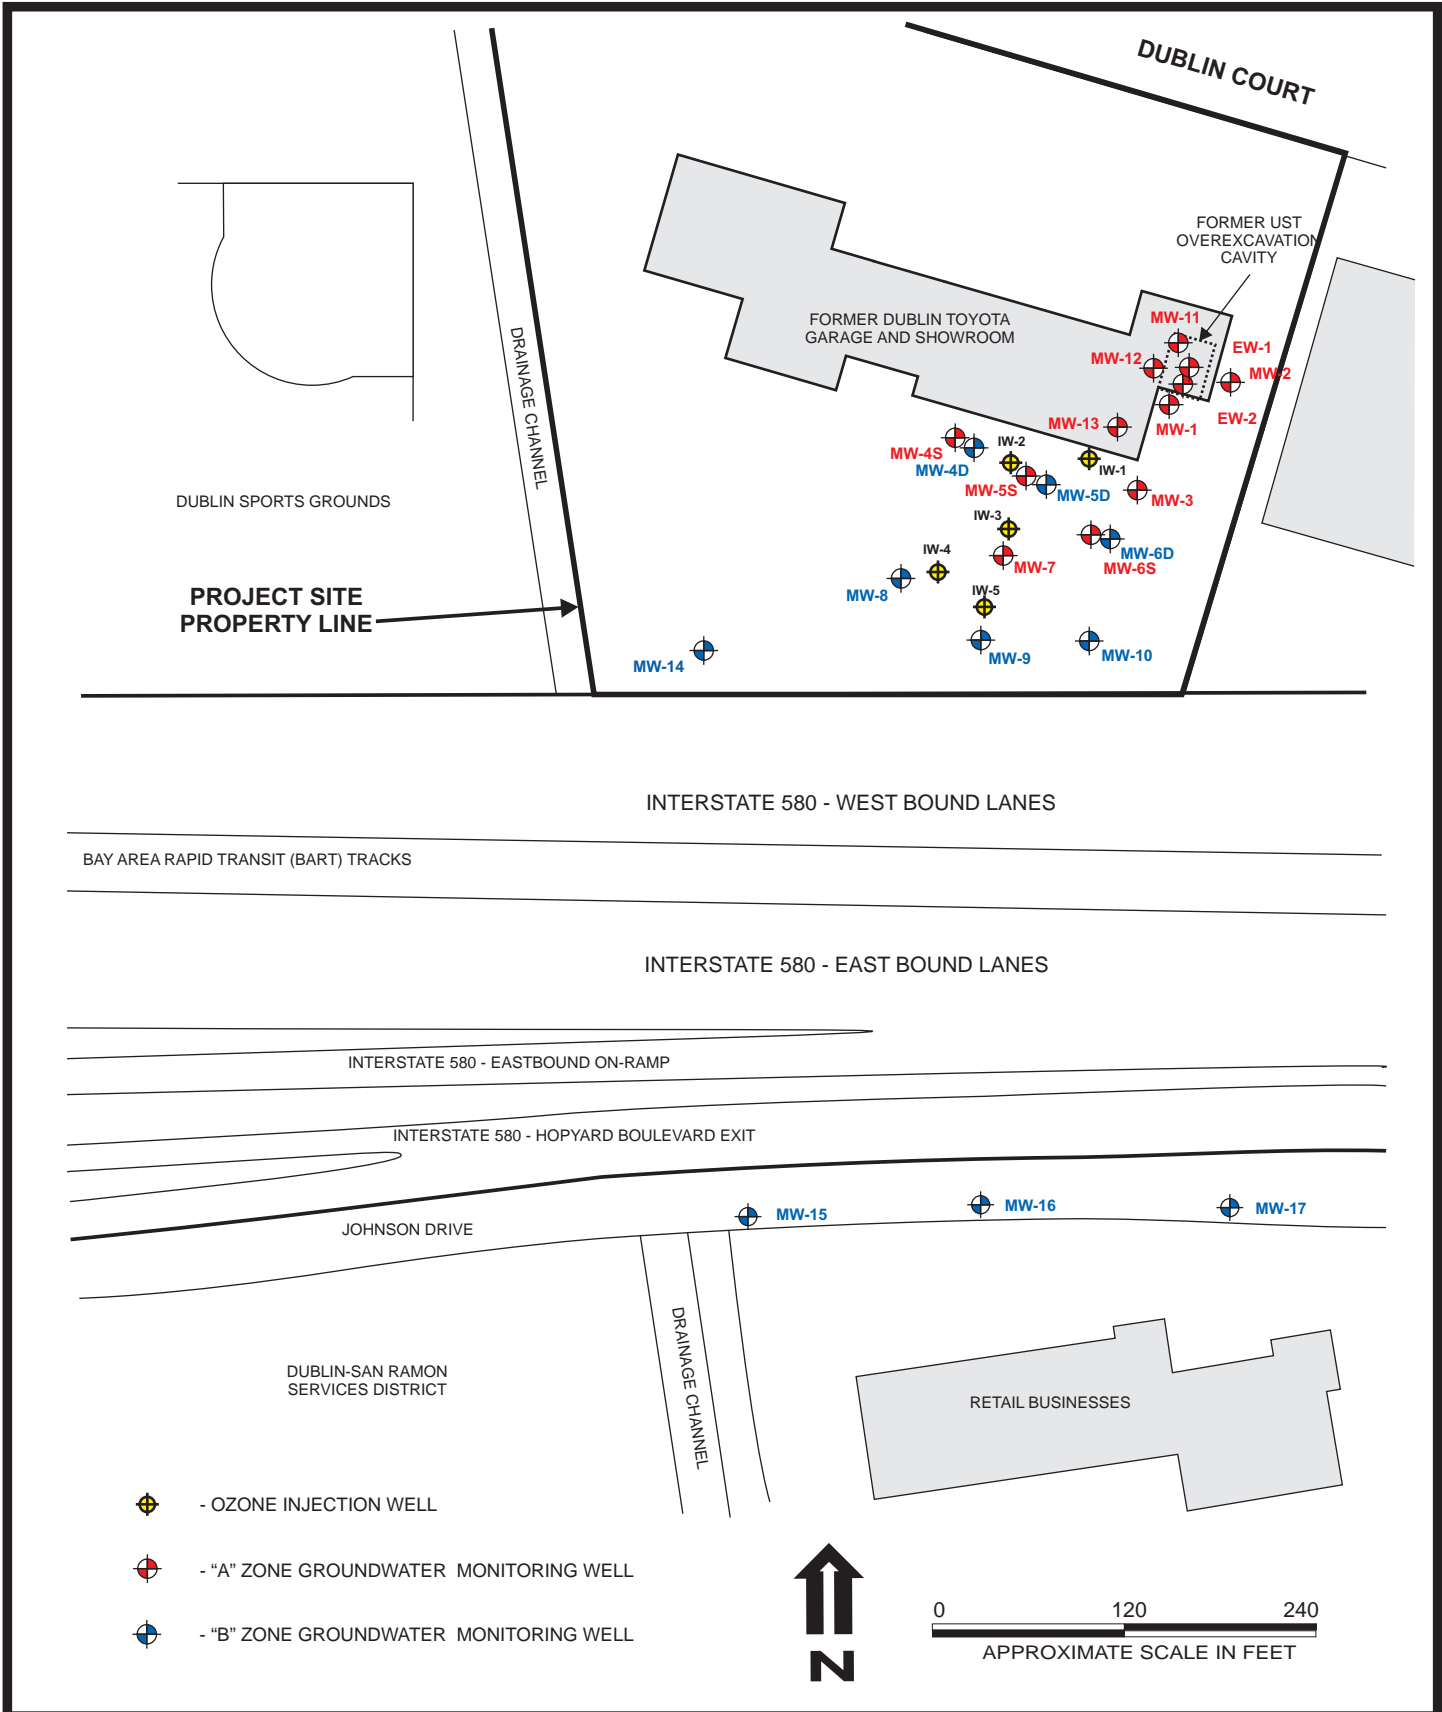 DUBLIN COURT
FORMER UST
OVEREXCAVATION
CAVITY
FORMER DUBLIN TOYOTA
GARAGE AND SHOWROOM
MW-11
EW-1
MW-12
MW-2
EW-2
MW-1
MW-13
MW-4S
IW-2
MW-4D
IW-1
MW-5S
MW-5D
MW-3
IW-3
MW-6D
MW-6S
IW-4
MW-7
MW-8
IW-5
MW-9
MW-10
MW-14
DRAINAGE CHANNEL
DUBLIN SPORTS GROUNDS
PROJECT SITE
PROPERTY LINE
INTERSTATE 580 - WEST BOUND LANES
BAY AREA RAPID TRANSIT (BART) TRACKS
INTERSTATE 580 - EAST BOUND LANES
INTERSTATE 580 - EASTBOUND ON-RAMP
INTERSTATE 580 - HOPYARD BOULEVARD EXIT
MW-15
MW-16
MW-17
JOHNSON DRIVE
DRAINAGE CHANNEL
DUBLIN-SAN RAMON
SERVICES DISTRICT
RETAIL BUSINESSES
- OZONE INJECTION WELL
- “A” ZONE GROUNDWATER MONITORING WELL
- “B” ZONE GROUNDWATER MONITORING WELL
N
0 120 240
APPROXIMATE SCALE IN FEET